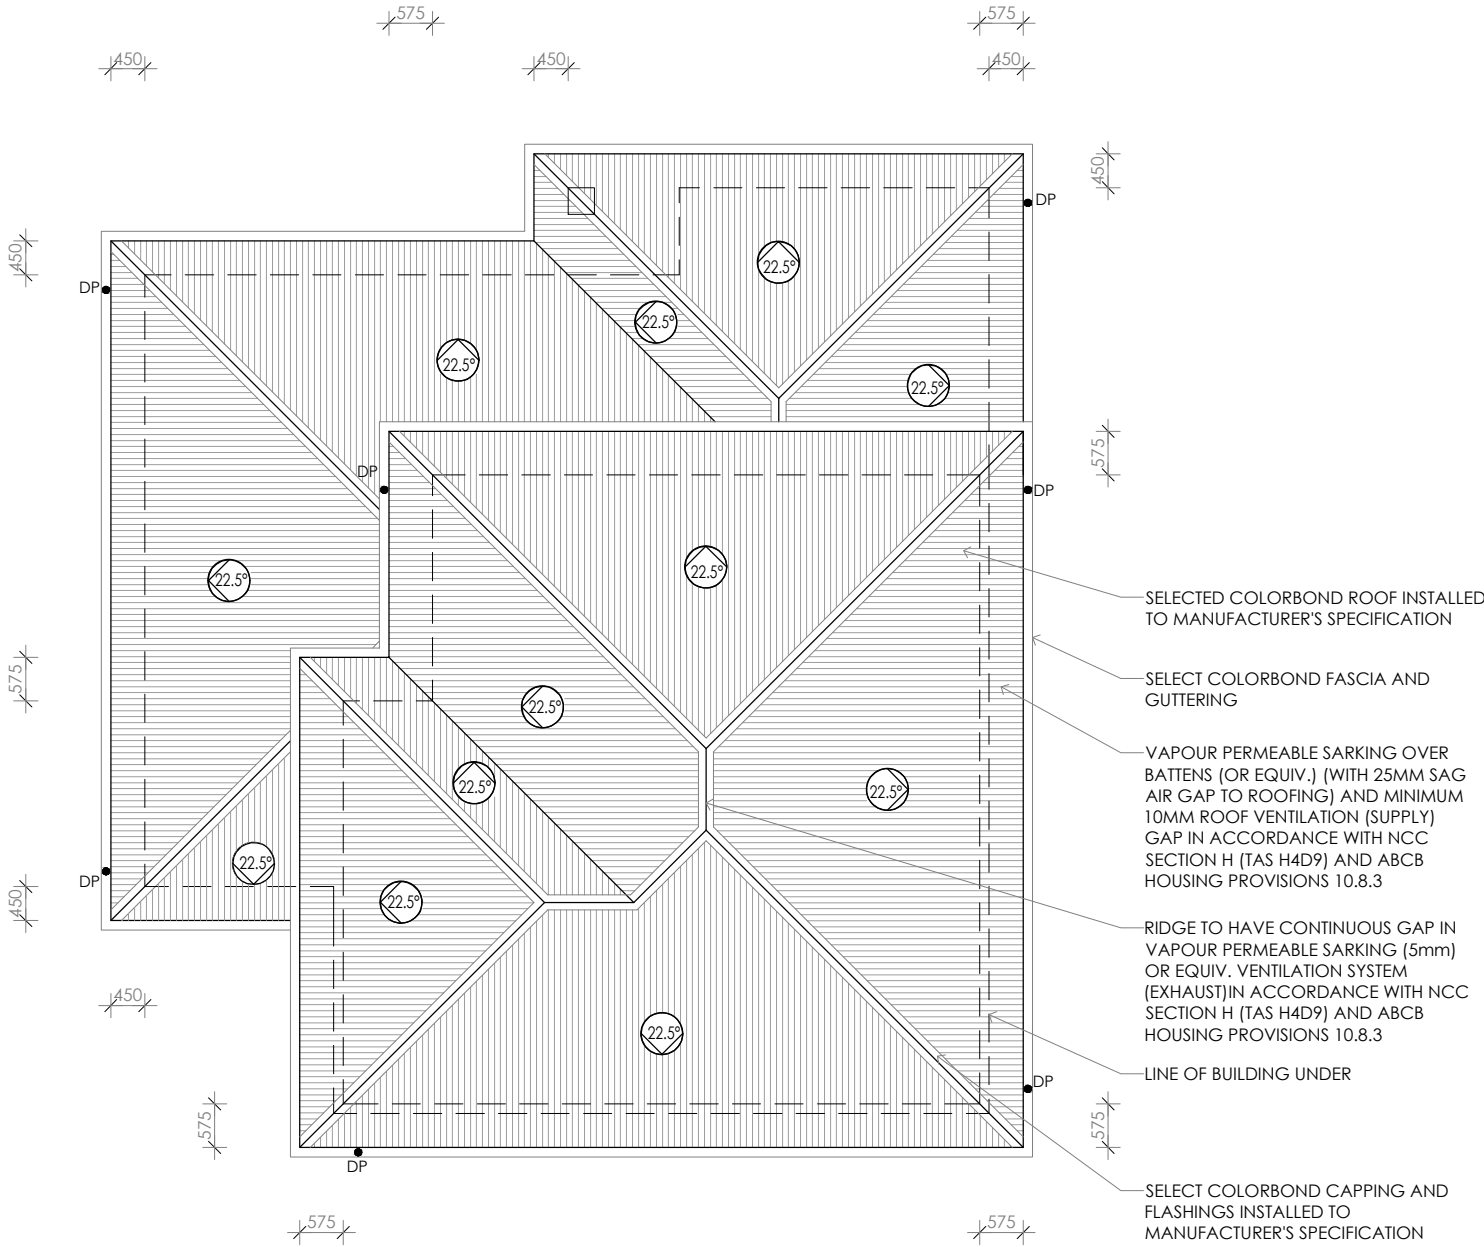 575
575
450
450
450
450
DP
450
DP
22.5°
22.5°
22.5°
22.5°
575
DP
DP
22.5°
22.5°
SELECTED COLORBOND ROOF INSTALLED
TO MANUFACTURER'S SPECIFICATION
SELECT COLORBOND FASCIA AND
GUTTERING
575
22.5°
22.5°
22.5°
VAPOUR PERMEABLE SARKING OVER
BATTENS (OR EQUIV.) (WITH 25MM SAG
AIR GAP TO ROOFING) AND MINIMUM
10MM ROOF VENTILATION (SUPPLY)
GAP IN ACCORDANCE WITH NCC
SECTION H (TAS H4D9) AND ABCB
HOUSING PROVISIONS 10.8.3
22.5°
DP
450
22.5°
RIDGE TO HAVE CONTINUOUS GAP IN
VAPOUR PERMEABLE SARKING (5mm)
OR EQUIV. VENTILATION SYSTEM
(EXHAUST)IN ACCORDANCE WITH NCC
SECTION H (TAS H4D9) AND ABCB
HOUSING PROVISIONS 10.8.3
450
22.5°
LINE OF BUILDING UNDER
DP
575
575
DP
SELECT COLORBOND CAPPING AND
FLASHINGS INSTALLED TO
MANUFACTURER'S SPECIFICATION
575
575